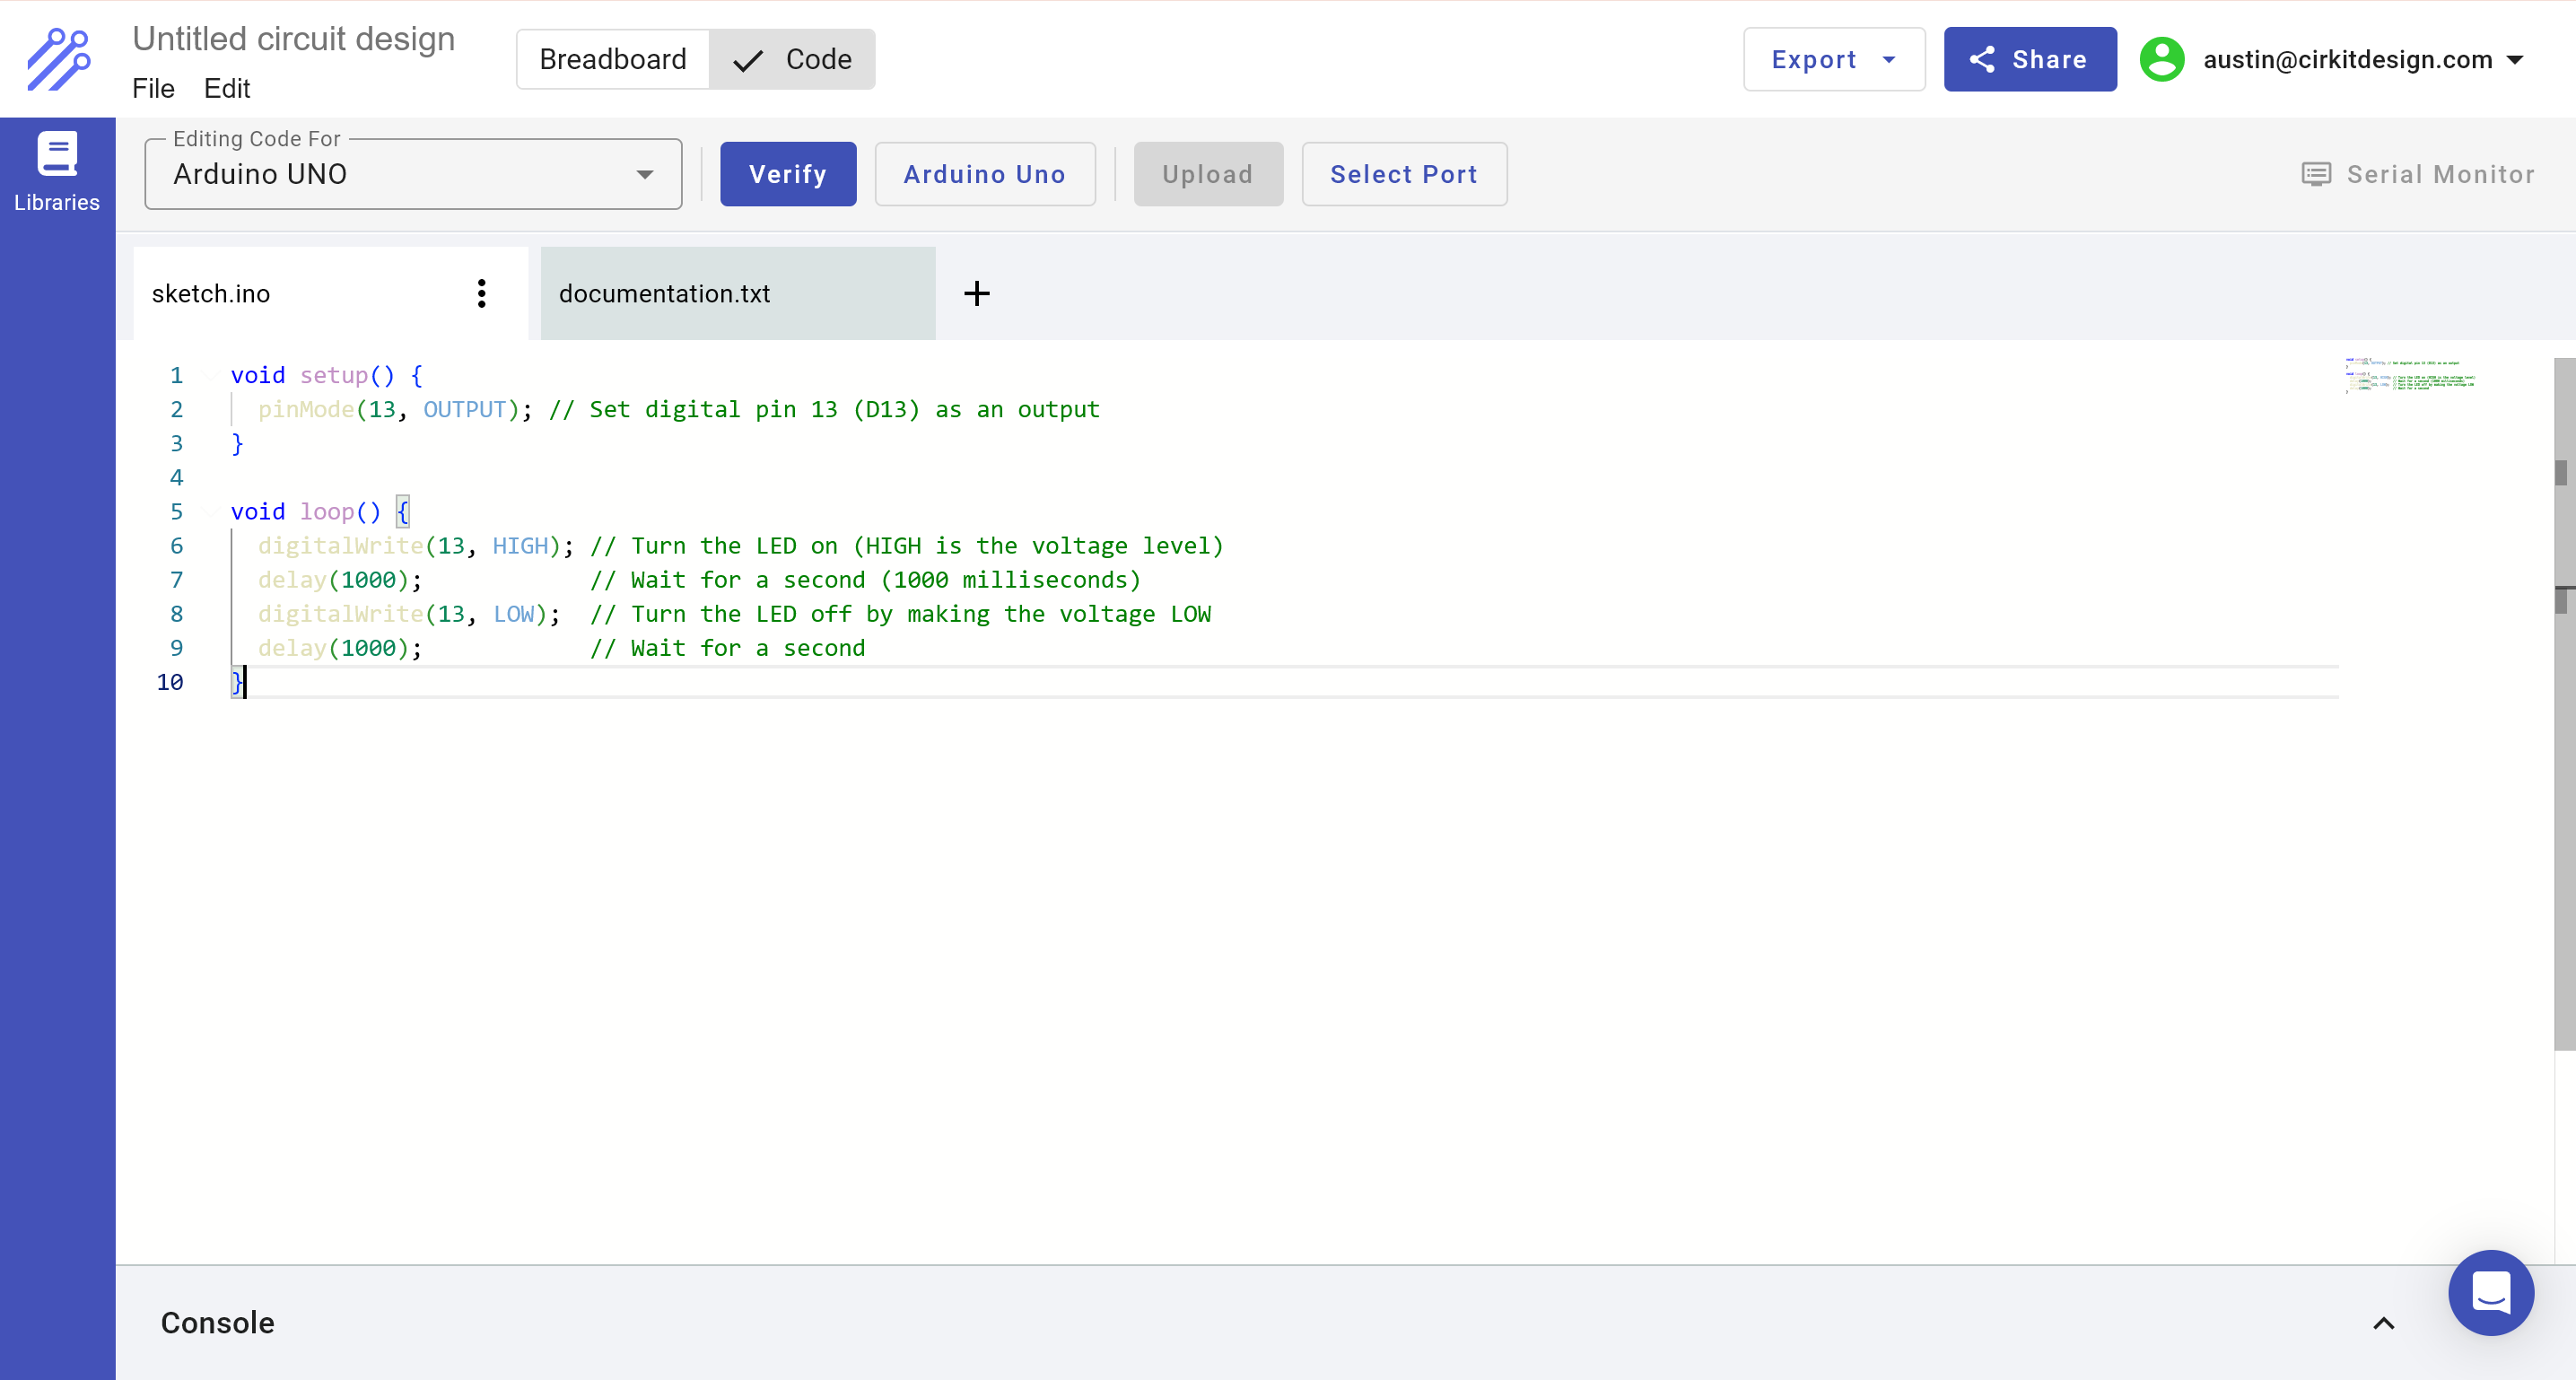 Untitled circuit design
File Edit
Breadboard Code
Export Share austin@cirkitdesign.com
Libraries
Editing Code For
Arduino UNO
Verify Arduino Uno Upload Select Port Serial Monitor
sketch.ino documentation.txt
1 void setup() {
2 pinMode(13, OUTPUT); // Set digital pin 13 (D13) as an output
3 }
4
5 void loop() {
6 digitalWrite(13, HIGH); // Turn the LED on (HIGH is the voltage level)
7 delay(1000); // Wait for a second (1000 milliseconds)
8 digitalWrite(13, LOW); // Turn the LED off by making the voltage LOW
9 delay(1000); // Wait for a second
10 }
Console